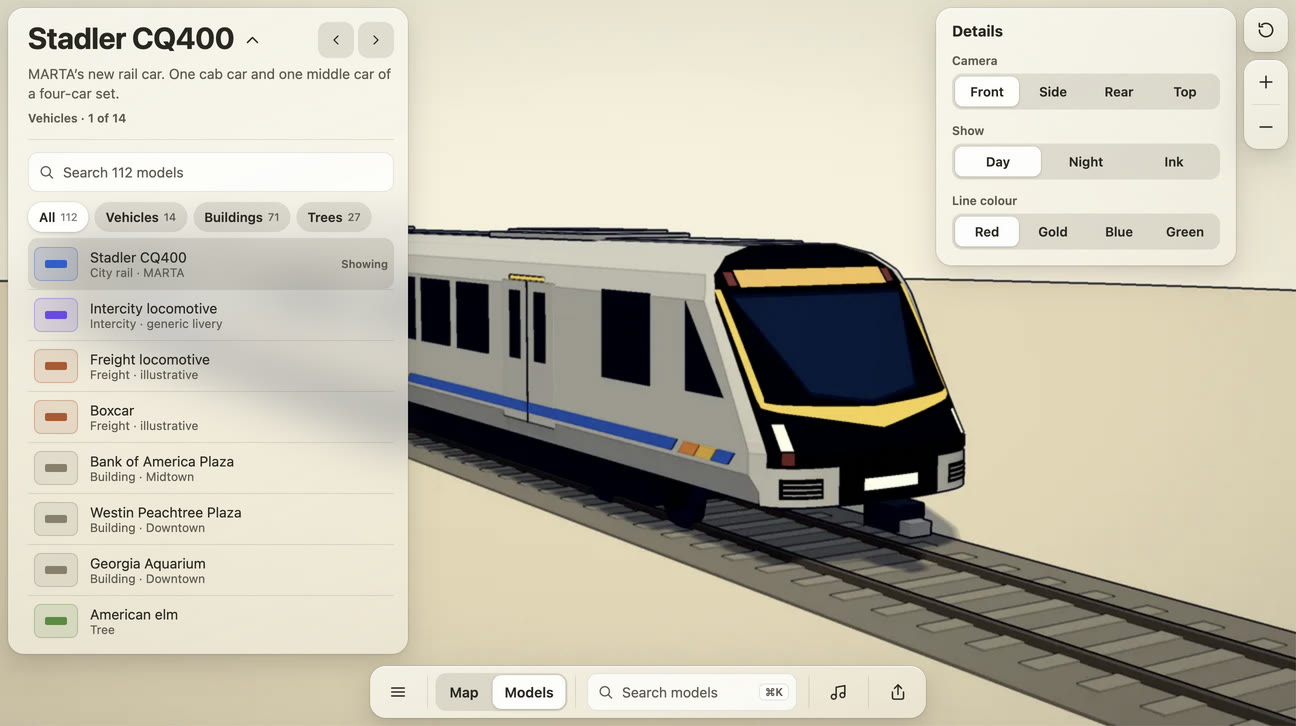 Stadler CQ400
MARTA's new rail car. One cab car and one middle car of
a four-car set.
Vehicles · 1 of 14
Search 112 models
All 112 Vehicles 14 Buildings 71 Trees 27
Stadler CQ400
City rail · MARTA
Showing
Intercity locomotive
Intercity · generic livery
Freight locomotive
Freight · illustrative
Boxcar
Freight · illustrative
Bank of America Plaza
Building · Midtown
Westin Peachtree Plaza
Building · Downtown
Georgia Aquarium
Building · Downtown
American elm
Tree
Details
Camera
Front Side Rear Top
Show
Day Night Ink
Line colour
Red Gold Blue Green
Map Models Search models ⌘K